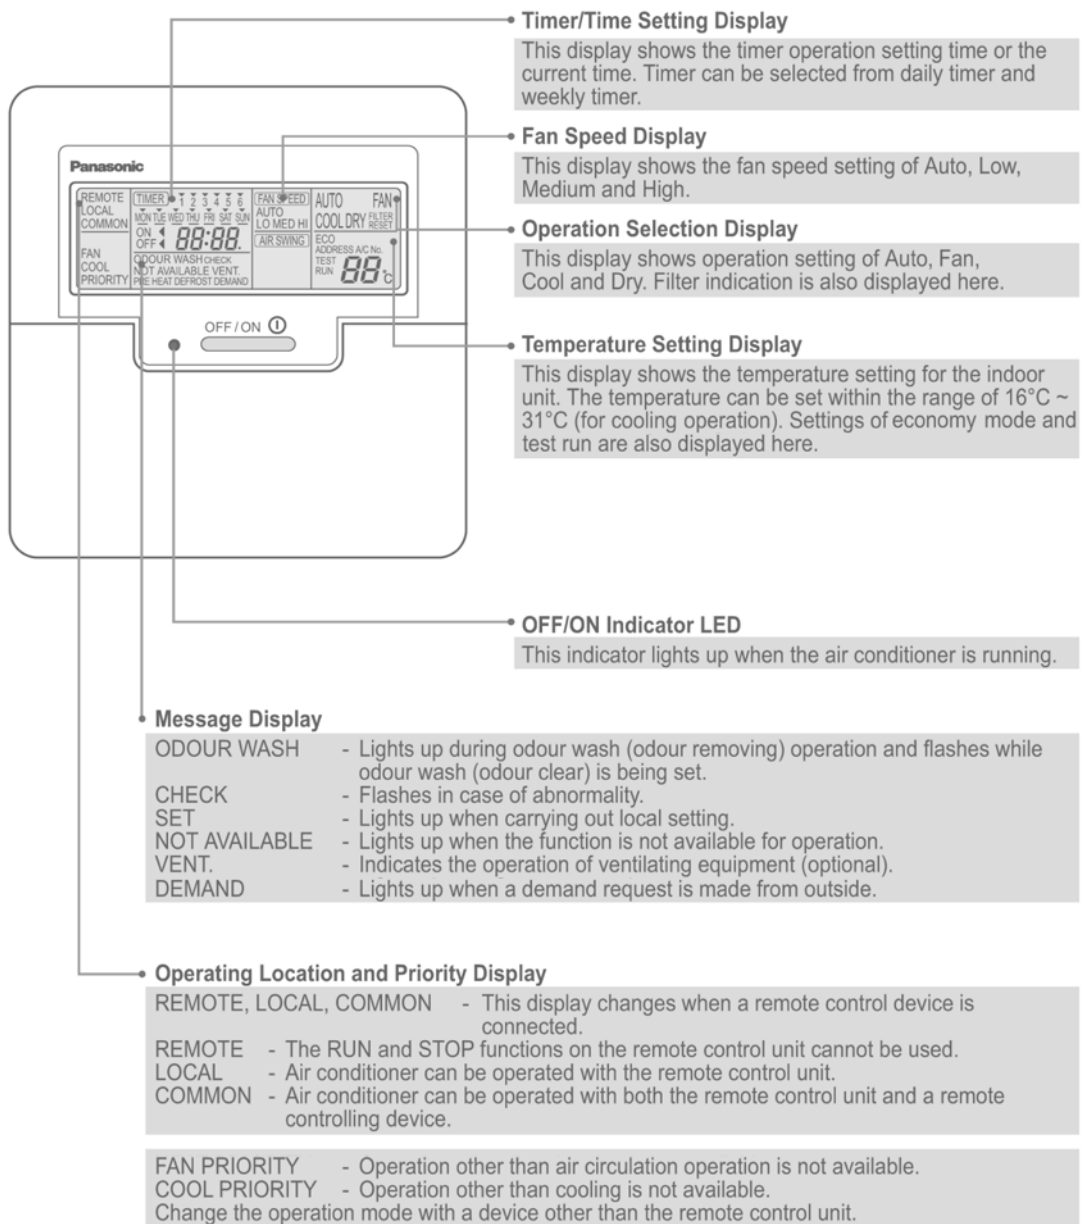 Timer/Time Setting Display
This display shows the timer operation setting time or the
current time. Timer can be selected from daily timer and
weekly timer.
Fan Speed Display
This display shows the fan speed setting of Auto, Low,
Medium and High.
Operation Selection Display
This display shows operation setting of Auto, Fan,
Cool and Dry. Filter indication is also displayed here.
Temperature Setting Display
This display shows the temperature setting for the indoor
unit. The temperature can be set within the range of 16°C ~
31°C (for cooling operation). Settings of economy mode and
test run are also displayed here.
Panasonic
REMOTE
LOCAL
COMMON
FAN
COOL
PRIORITY
TIMER 1 2 3 4 5 6
MON TUE WED THU FRI SAT SUN
ON
OFF 88:88.
ODOUR WASH CHECK
NOT AVAILABLE VENT.
PRE HEAT DEFROST DEMAND
FAN SPEED
AUTO
LO MED HI
AIR SWING
AUTO FAN
COOL DRY FILTER
RESET
ECO
ADDRESS A/C No.
TEST
RUN 88 °C
OFF / ON
OFF/ON Indicator LED
This indicator lights up when the air conditioner is running.
Message Display
ODOUR WASH - Lights up during odour wash (odour removing) operation and flashes while
odour wash (odour clear) is being set.
CHECK - Flashes in case of abnormality.
SET - Lights up when carrying out local setting.
NOT AVAILABLE - Lights up when the function is not available for operation.
VENT. - Indicates the operation of ventilating equipment (optional).
DEMAND - Lights up when a demand request is made from outside.
Operating Location and Priority Display
REMOTE, LOCAL, COMMON - This display changes when a remote control device is
connected.
REMOTE - The RUN and STOP functions on the remote control unit cannot be used.
LOCAL - Air conditioner can be operated with the remote control unit.
COMMON - Air conditioner can be operated with both the remote control unit and a remote
controlling device.
FAN PRIORITY - Operation other than air circulation operation is not available.
COOL PRIORITY - Operation other than cooling is not available.
Change the operation mode with a device other than the remote control unit.